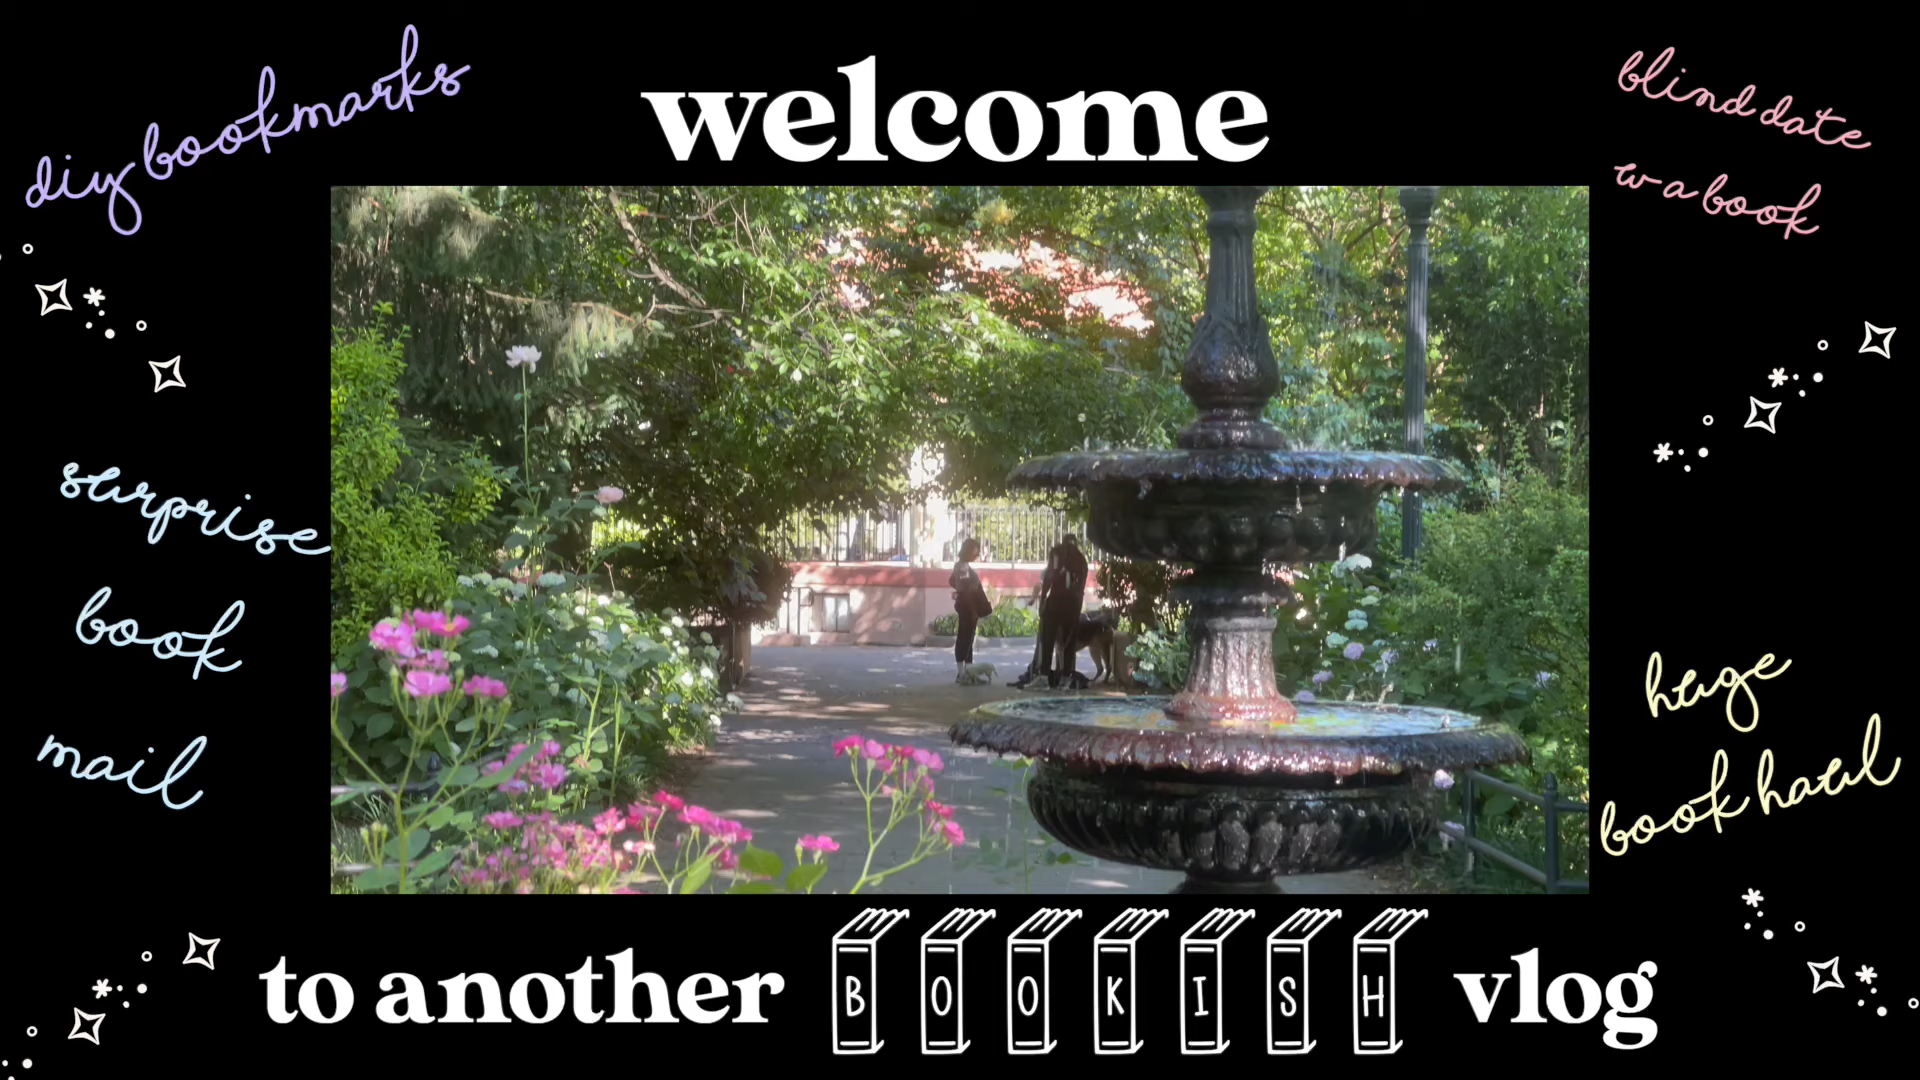 welcome
diy bookmarks
blind date
w a book
surprise
book
mail
huge
book haul
to another BOOKISH vlog